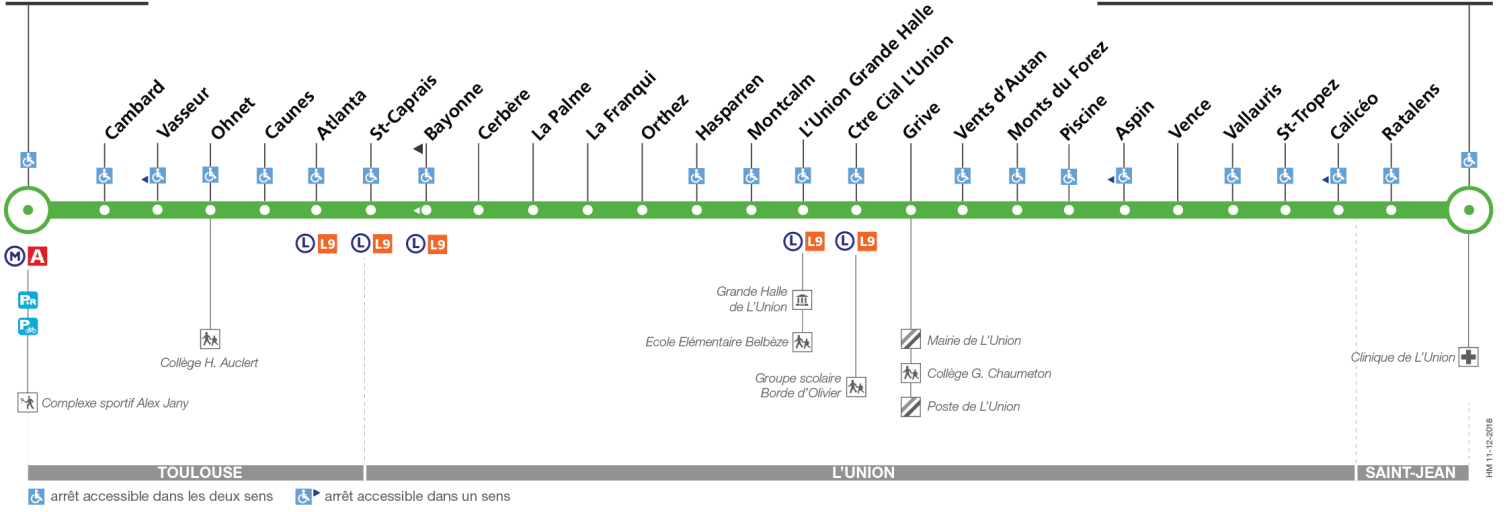 Cambard
Vasseur
Ohnet
Caunes
Atlanta
St-Caprais
Bayonne
Cerbère
La Palme
La Franqui
Orthez
Hasparren
Montcalm
L'Union Grande Halle
Ctre Cial L'Union
Grive
Vents d'Autan
Monts du Forez
Piscine
Aspin
Vence
Vallauris
St-Tropez
Calicéo
Ratalens
M A
L L9
L L9
L L9
L L9
L L9
P+R
P
Complexe sportif Alex Jany
Collège H. Auclert
Grande Halle
de L'Union
Ecole Elémentaire Belbèze
Groupe scolaire
Borde d'Olivier
Mairie de L'Union
Collège G. Chaumeton
Poste de L'Union
Clinique de L'Union
HM 11-12-2018
TOULOUSE
L'UNION
SAINT-JEAN
arrêt accessible dans les deux sens
arrêt accessible dans un sens